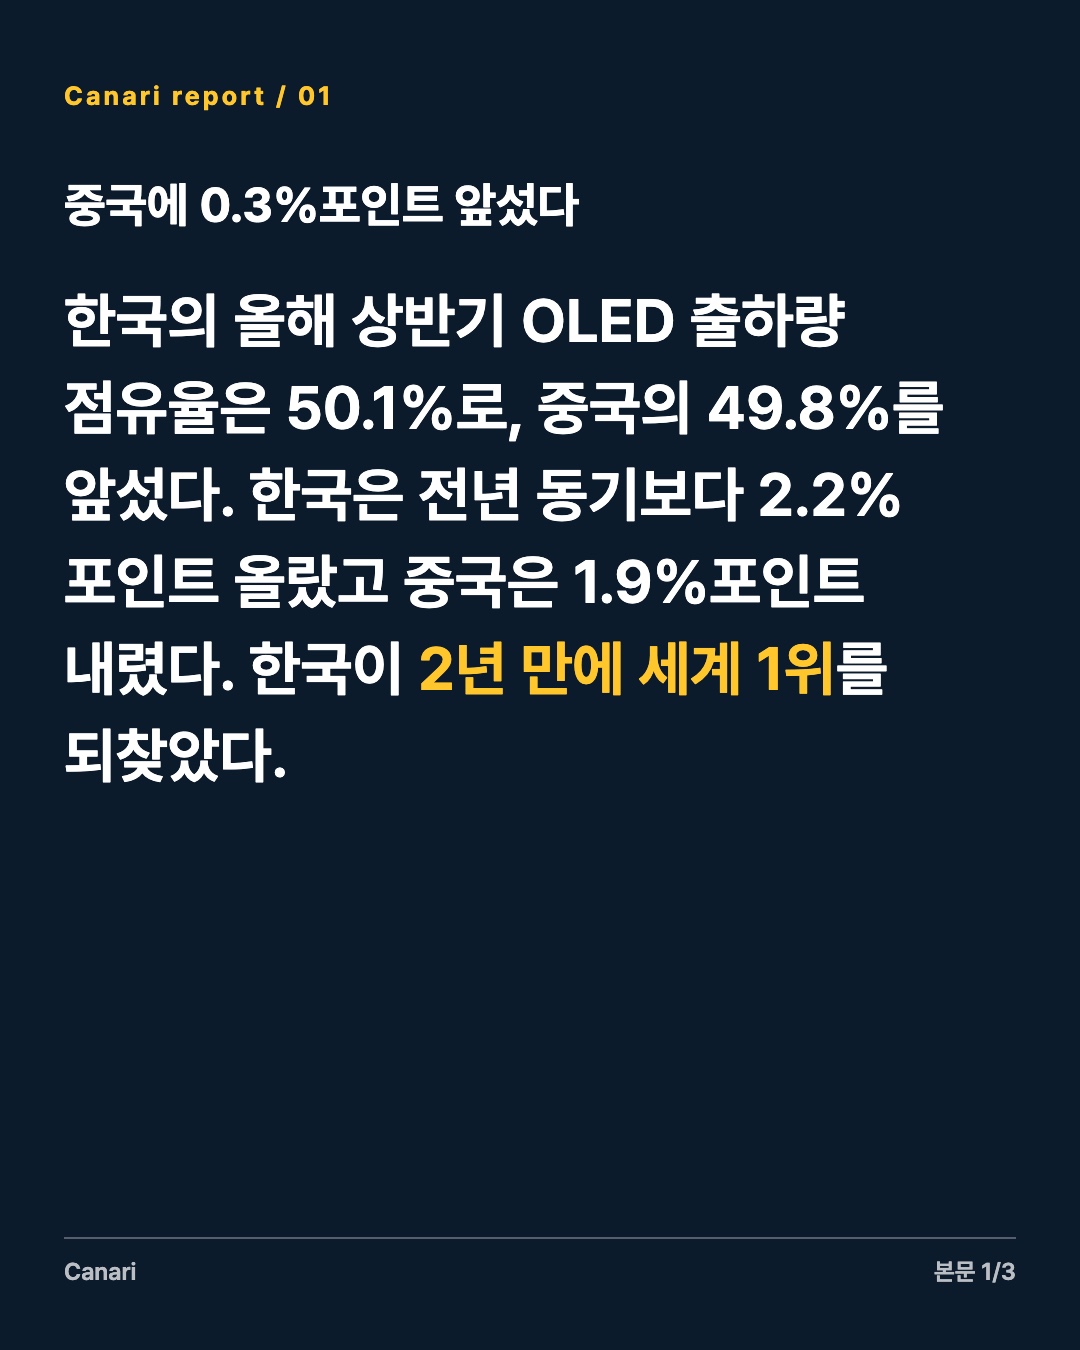 Canari report / 01
중국에 0.3%포인트 앞섰다
한국의 올해 상반기 OLED 출하량
점유율은 50.1%로, 중국의 49.8%를
앞섰다. 한국은 전년 동기보다 2.2%
포인트 올랐고 중국은 1.9%포인트
내렸다. 한국이 2년 만에 세계 1위를
되찾았다.
Canari
본문 1/3